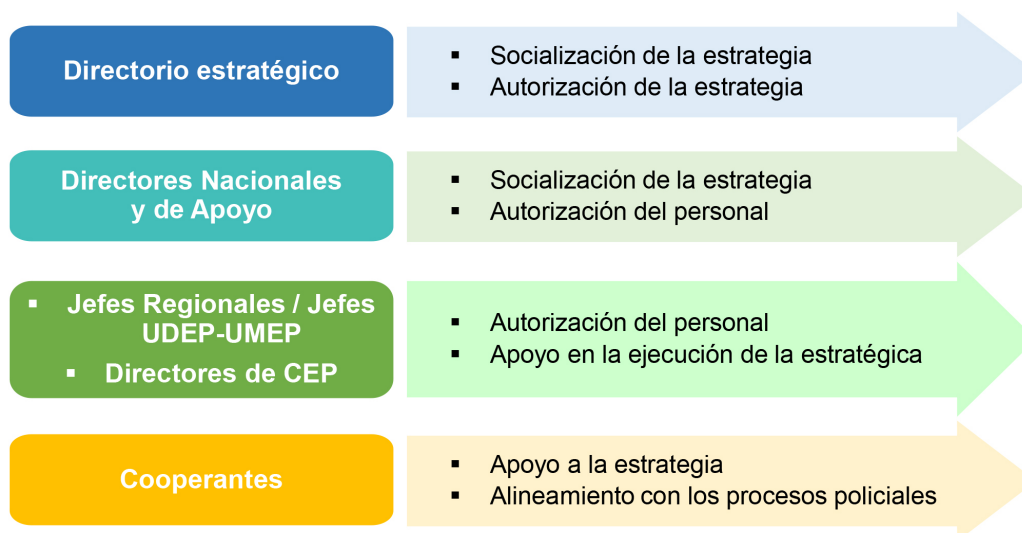 Directorio estratégico
▪ Socialización de la estrategia
▪ Autorización de la estrategia
Directores Nacionales
y de Apoyo
▪ Socialización de la estrategia
▪ Autorización del personal
▪ Jefes Regionales / Jefes
UDEP-UMEP
▪ Directores de CEP
▪ Autorización del personal
▪ Apoyo en la ejecución de la estratégica
Cooperantes
▪ Apoyo a la estrategia
▪ Alineamiento con los procesos policiales